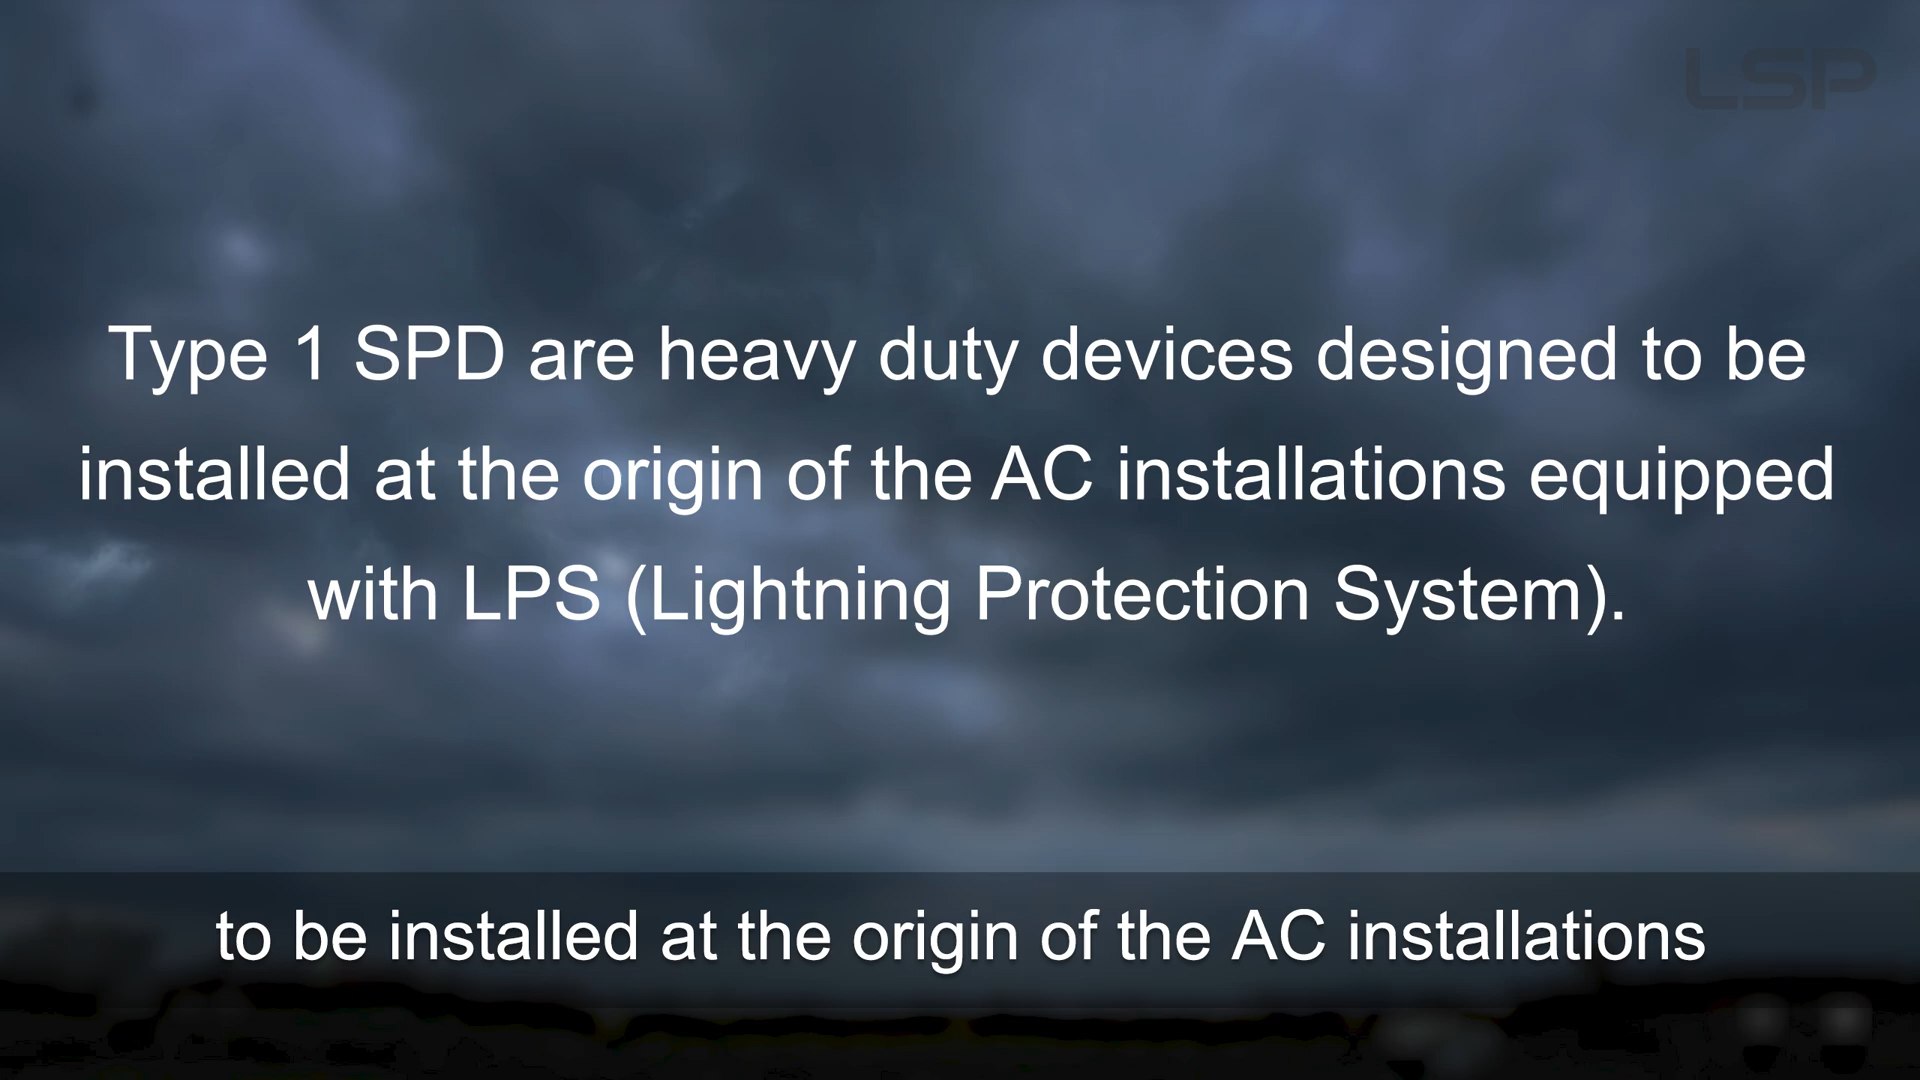 LSP
Type 1 SPD are heavy duty devices designed to be
installed at the origin of the AC installations equipped
with LPS (Lightning Protection System).
to be installed at the origin of the AC installations